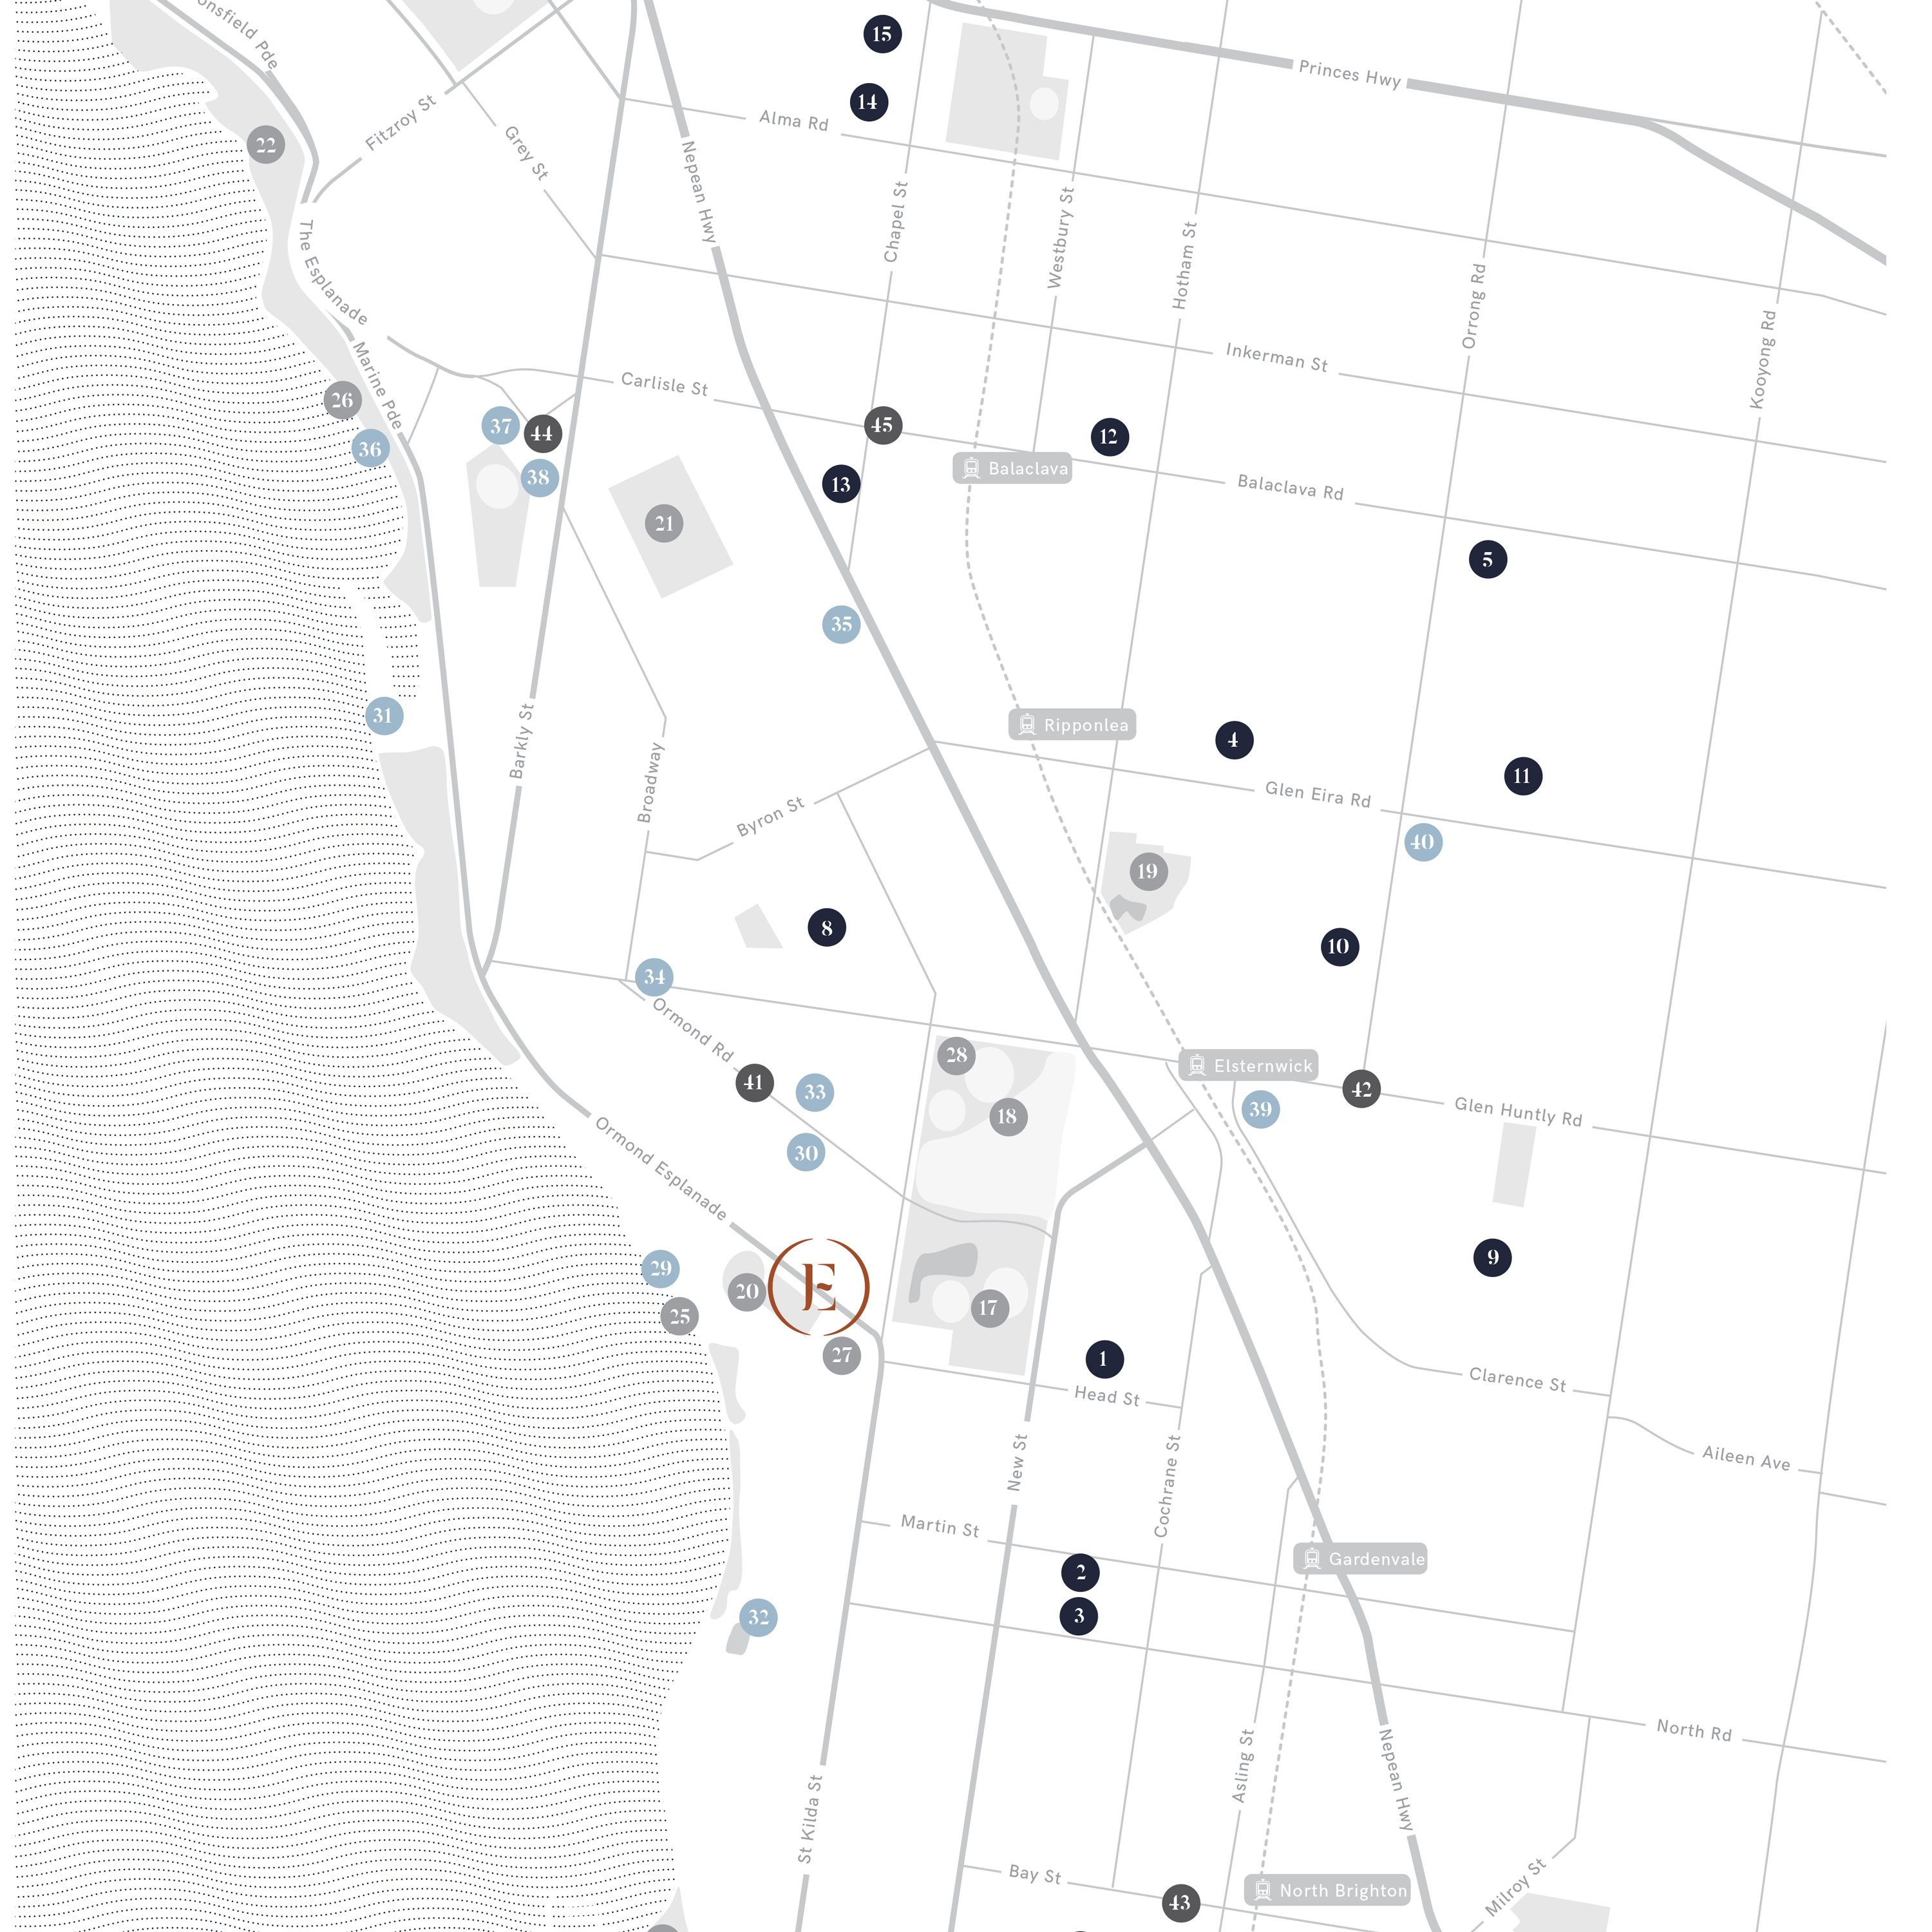 onsfield Pde
15
Princes Hwy
14
Fitzroy St
Alma Rd
22
Grey St
Nepean Hwy
Chapel St
Westbury St
Hotham St
The Esplanade
Orrong Rd
Kooyong Rd
Inkerman St
Marine Pde
Carlisle St
26
37
44
45
12
36
Balaclava
38
13
Balaclava Rd
21
5
35
31
Ripponlea
Barkly St
4
Broadway
11
Glen Eira Rd
Byron St
40
19
8
10
34
Ormond Rd
28
Elsternwick
41
33
42
39
Glen Huntly Rd
18
Ormond Esplanade
30
9
29
20
E
17
25
27
1
Head St
Clarence St
New St
Cochrane St
Aileen Ave
Martin St
2
Gardenvale
3
32
North Rd
Asling St
Nepean Hwy
St Kilda St
Bay St
43
North Brighton
Milroy St